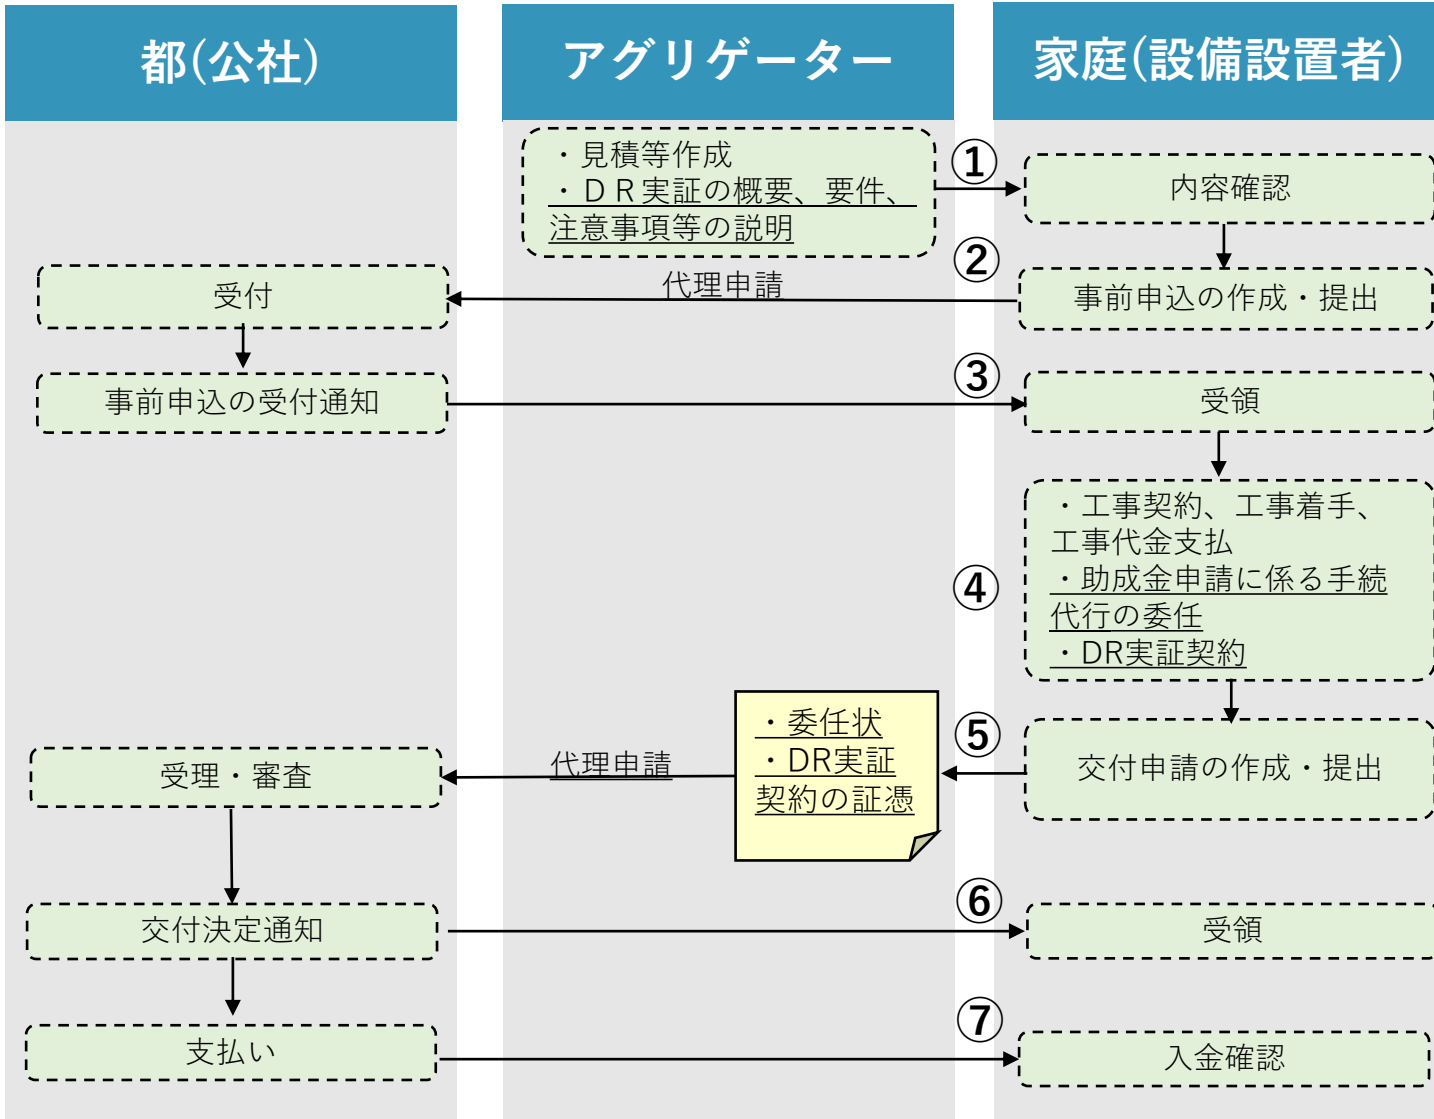 都(公社)
アグリゲーター
家庭(設備設置者)
・見積等作成
・ＤＲ実証の概要、要件、
注意事項等の説明
①
内容確認
②
代理申請
受付
事前申込の作成・提出
③
事前申込の受付通知
受領
④
・工事契約、工事着手、
工事代金支払
・助成金申請に係る手続
代行の委任
・DR実証契約
⑤
・委任状
・DR実証
契約の証憑
代理申請
受理・審査
交付申請の作成・提出
⑥
交付決定通知
受領
⑦
支払い
入金確認